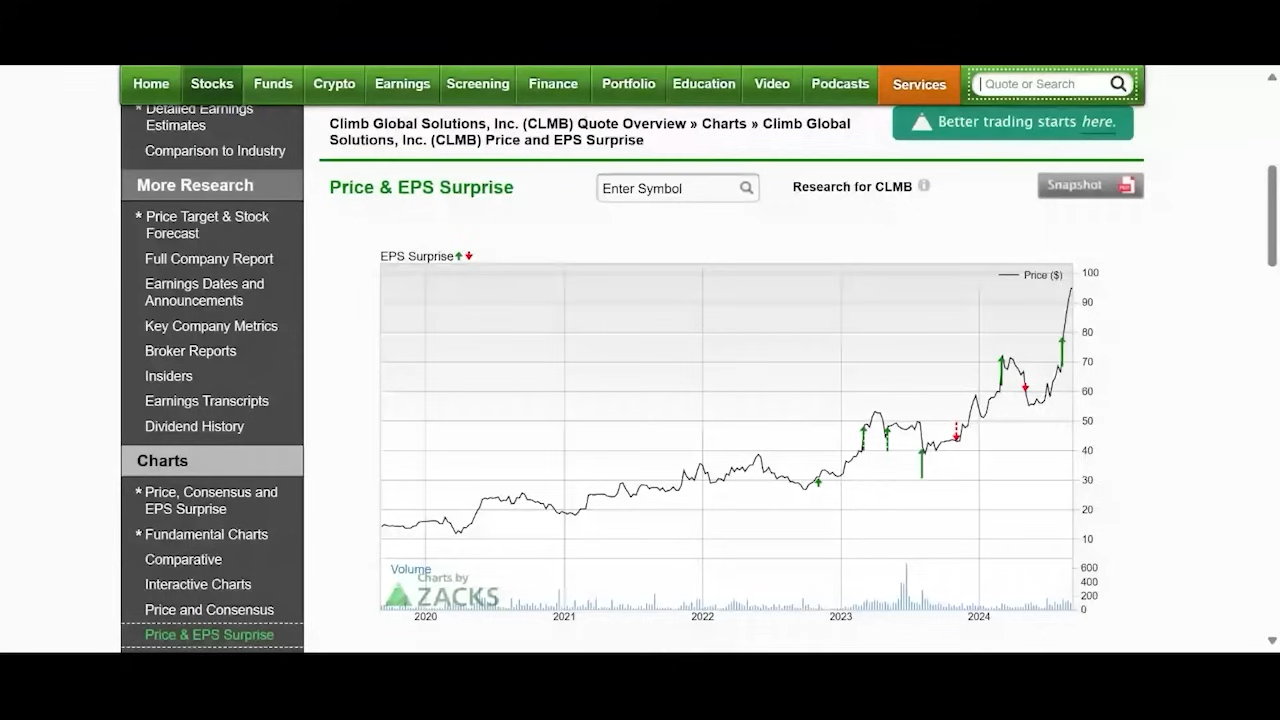 Home Stocks Funds Crypto Earnings Screening Finance Portfolio Education Video Podcasts Services Quote or Search
* Detailed Earnings
Estimates
Comparison to Industry
More Research
* Price Target & Stock
Forecast
Full Company Report
Earnings Dates and
Announcements
Key Company Metrics
Broker Reports
Insiders
Earnings Transcripts
Dividend History
Charts
* Price, Consensus and
EPS Surprise
* Fundamental Charts
Comparative
Interactive Charts
Price and Consensus
Price & EPS Surprise
Climb Global Solutions, Inc. (CLMB) Quote Overview » Charts » Climb Global
Solutions, Inc. (CLMB) Price and EPS Surprise
Better trading starts here.
Price & EPS Surprise
Enter Symbol
Research for CLMB
Snapshot
EPS Surprise
Price ($)
100
90
80
70
60
50
40
30
20
10
Volume
600
400
200
0
Charts by
ZACKS
2020 2021 2022 2023 2024